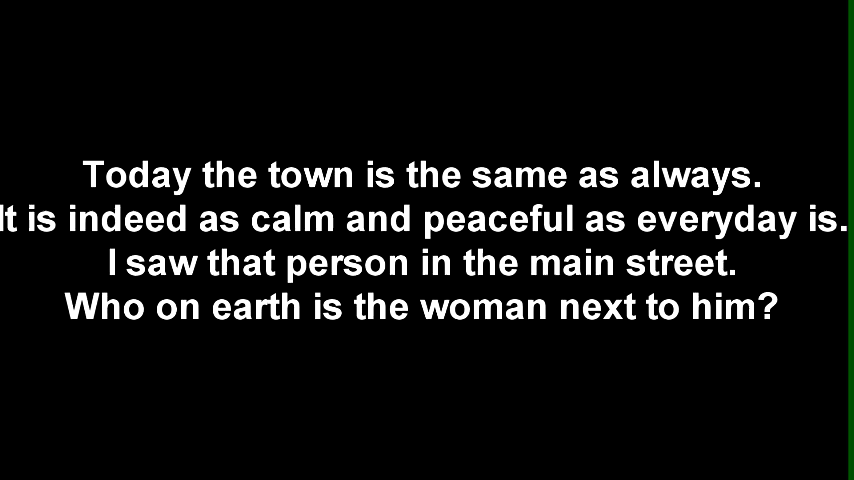 Today the town is the same as always.
It is indeed as calm and peaceful as everyday is.
I saw that person in the main street.
Who on earth is the woman next to him?